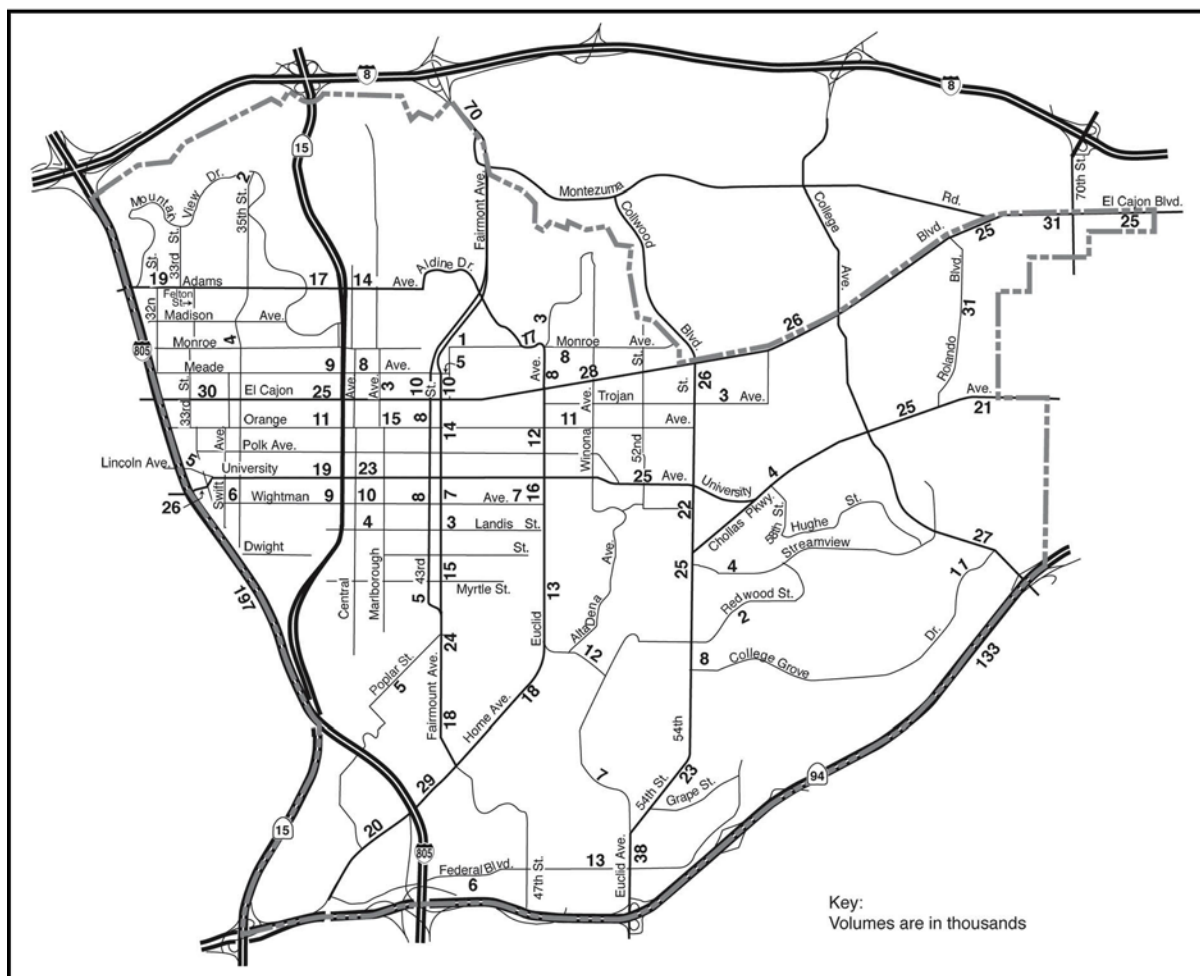 8
8
70
15
2
Mountain
View Dr.
35th St.
33rd St.
St.
32n
Fairmont Ave.
Montezuma
Rd.
Collwood
Blvd.
College
Ave.
70th St.
El Cajon Blvd.
31
25
25
Blvd.
19
Adams
17
14
Ave.
Aldine Dr.
Felton
St.
Madison
Ave.
Monroe
4
1
17
3
Monroe
Ave.
8
26
31
Rolando
Blvd.
805
Meade
9
8
Ave.
5
Ave.
8
28
St.
26
St.
30
El Cajon
25
Ave.
Ave.
3
10
St.
10
Trojan
3
Ave.
Ave.
21
25
33rd
St.
Orange
11
15
8
14
11
Ave.
Ave.
Polk Ave.
12
Winona
52nd
Lincoln Ave.
5
Ave.
University
19
23
25
Ave.
University
4
26
Swift
6
Wightman
9
10
8
7
Ave.
7
16
22
Chollas Pkwy.
58th St.
Hughe
St.
4
3
Landis
St.
Streamview
27
Dwight
St.
Ave.
25
4
11
197
Central
Marlborough
43rd
15
Myrtle St.
5
13
Euclid
Alta Dena
Redwood St.
2
Dr.
133
24
12
8
College Grove
Poplar St.
5
Fairmount Ave.
18
Home Ave.
18
54th
29
7
54th St.
23
Grape St.
94
15
20
805
Federal Blvd.
6
47th St.
13
Euclid Ave.
38
Key:
Volumes are in thousands